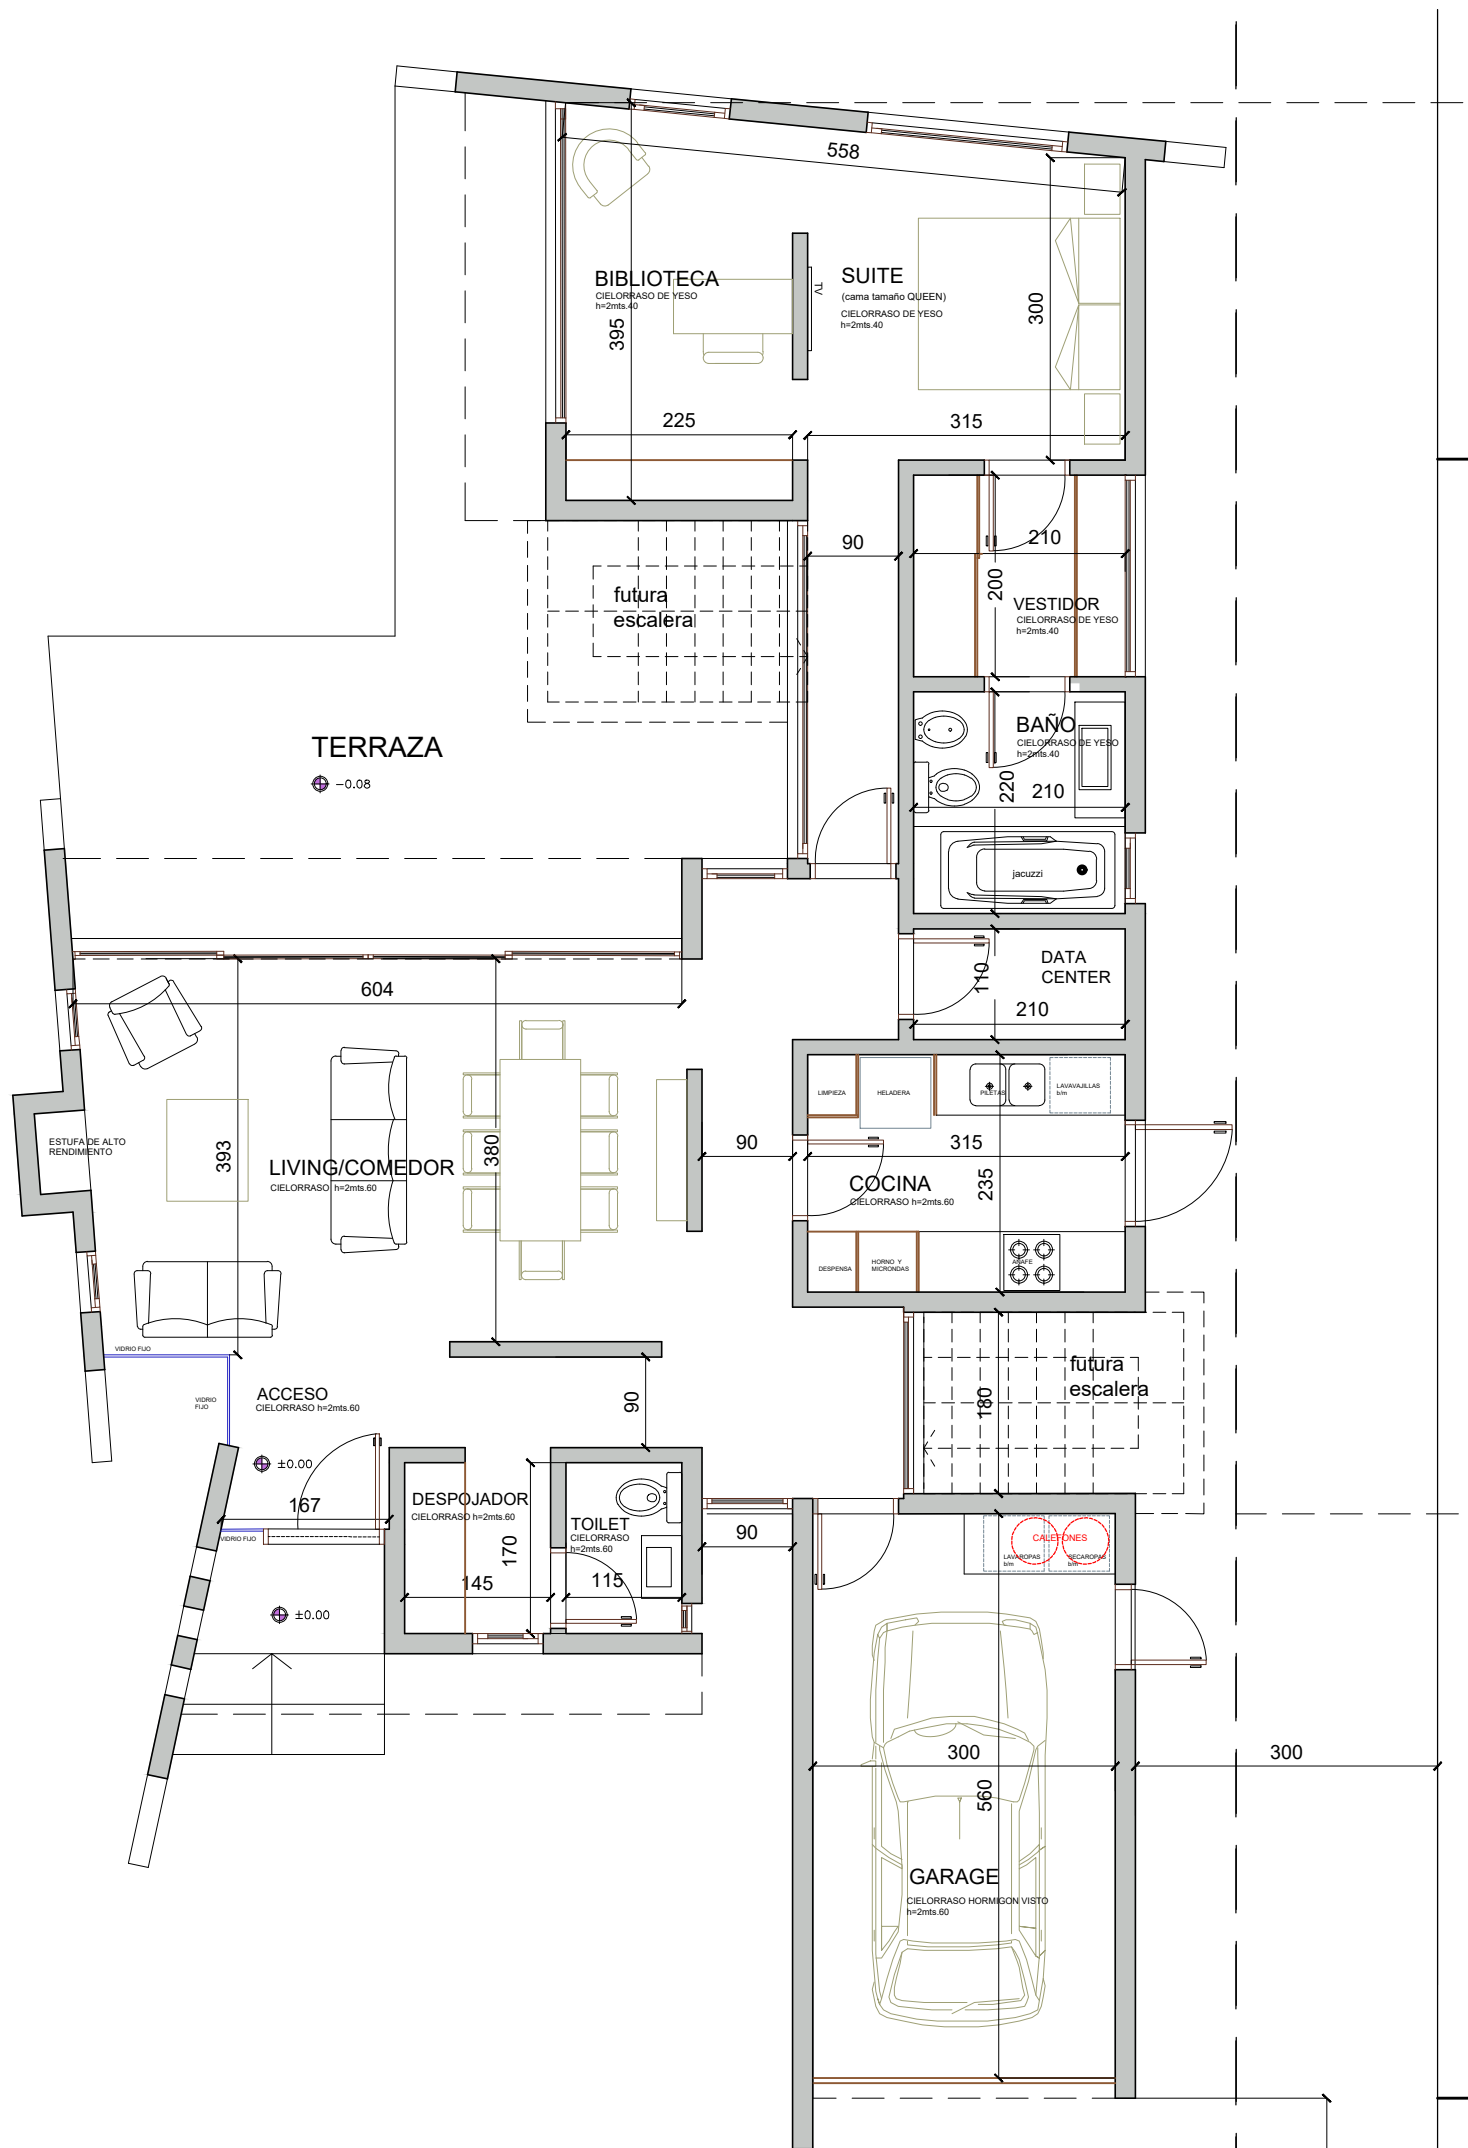 558
BIBLIOTECA
CIELORRASO DE YESO
h=2mts.40
395
TV
SUITE
(cama tamaño QUEEN)
CIELORRASO DE YESO
h=2mts.40
300
225
315
90
210
200
VESTIDOR
CIELORRASO DE YESO
h=2mts.40
futura
escalera
TERRAZA
-0.08
BAÑO
CIELORRASO DE YESO
h=2mts.40
220
210
jacuzzi
DATA
CENTER
110
210
604
LIMPIEZA
HELADERA
PILETAS
LAVAVAJILLAS
b/m
ESTUFA DE ALTO
RENDIMIENTO
393
LIVING/COMEDOR
CIELORRASO h=2mts.60
380
90
315
COCINA
CIELORRASO h=2mts.60
235
DESPENSA
HORNO Y
MICRONDAS
ANAFE
VIDRIO FIJO
VIDRIO
FIJO
ACCESO
CIELORRASO h=2mts.60
90
180
futura
escalera
±0.00
167
VIDRIO FIJO
DESPOJADOR
CIELORRASO h=2mts.60
170
145
TOILET
CIELORRASO
h=2mts.60
115
90
CALEFONES
LAVAROPAS
b/m
SECAROPAS
b/m
±0.00
300
300
560
GARAGE
CIELORRASO HORMIGON VISTO
h=2mts.60